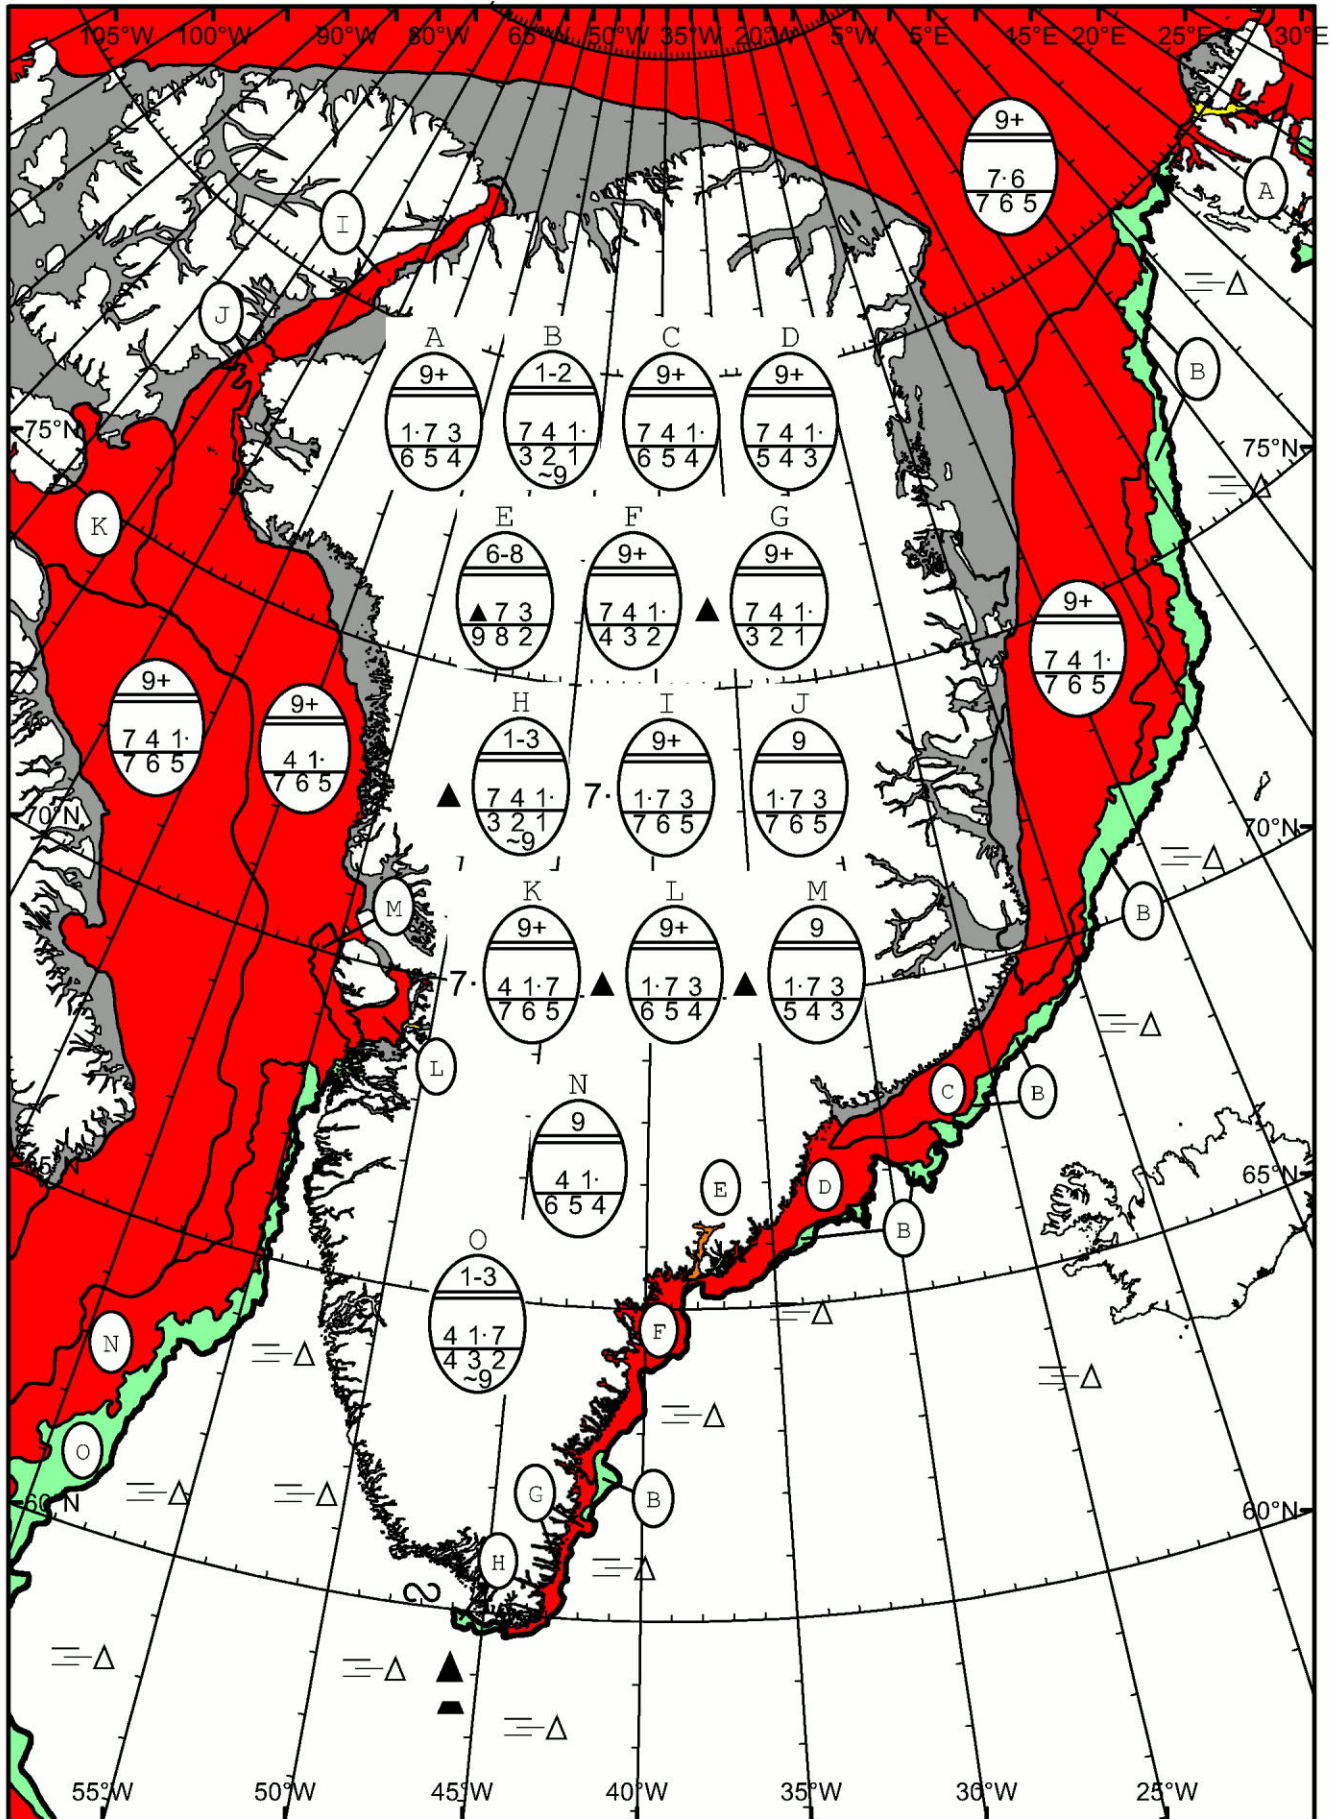 105°W 100°W 90°W 80°W 65°W 50°W 35°W 20°W 5°W 5°E 15°E 20°E 25°E 30°E
9+
7·6
7 6 5
A
I
J
B
75°N
75°N
A B C D
9+ 1-2 9+ 9+
1·7 3 7 4 1· 7 4 1· 7 4 1·
6 5 4 3 2 1 6 5 4 5 4 3
~9
K
E F G
6-8 9+ 9+
▲ 7 3 7 4 1· ▲ 7 4 1·
9 8 2 4 3 2 3 2 1
9+
7 4 1·
7 6 5
9+
7 4 1·
7 6 5
9+
4 1·
7 6 5
H I J
1-3 9+ 9
▲ 7 4 1· 7· 1·7 3 1·7 3
3 2 1 7 6 5 7 6 5
~9
70°N
70°N
M
B
K L M
9+ 9+ 9
7· 4 1·7 ▲ 1·7 3 ▲ 1·7 3
7 6 5 6 5 4 5 4 3
L
C
B
N
9
4 1·
6 5 4
65°N
65°N
E
D
B
O
1-3
4 1·7
4 3 2
~9
N
F
O
G
B
60°N
60°N
H
55°W 50°W 45°W 40°W 35°W 30°W 25°W